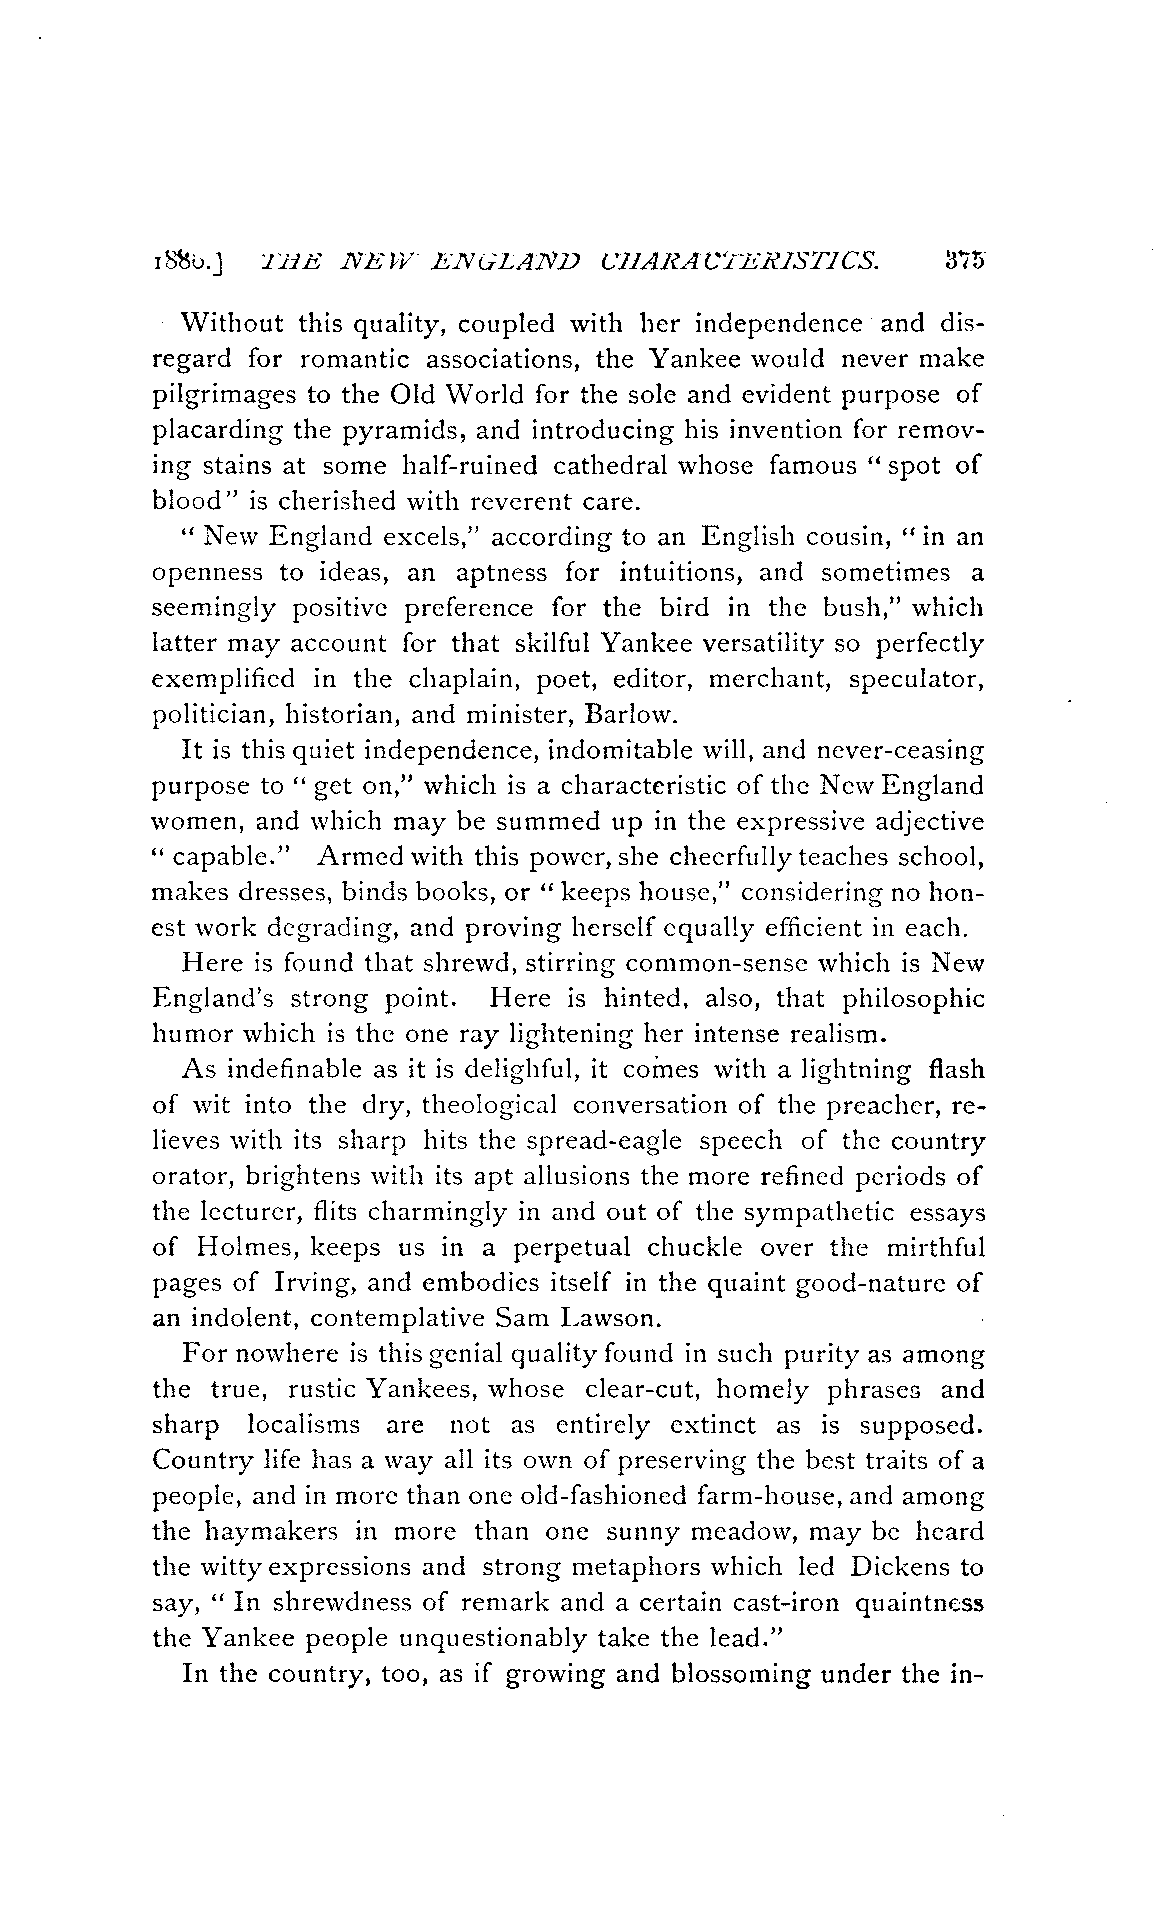 1880.] THE NEW ENGLAND CHARACTERISTICS. 375
Without this quality, coupled with her independence and dis-
regard for romantic associations, the Yankee would never make
pilgrimages to the Old World for the sole and evident purpose of
placarding the pyramids, and introducing his invention for remov-
ing stains at some half-ruined cathedral whose famous “ spot of
blood” is cherished with reverent care.
“ New England excels,” according to an English cousin, “ in an
openness to ideas, an aptness for intuitions, and sometimes a
seemingly positive preference for the bird in the bush,” which
latter may account for that skilful Yankee versatility so perfectly
exemplified in the chaplain, poet, editor, merchant, speculator,
politician, historian, and minister, Barlow.
It is this quiet independence, indomitable will, and never-ceasing
purpose to “ get on,” which is a characteristic of the New England
women, and which may be summed up in the expressive adjective
“ capable.” Armed with this power, she cheerfully teaches school,
makes dresses, binds books, or “ keeps house,” considering no hon-
est work degrading, and proving herself equally efficient in each.
Here is found that shrewd, stirring common-sense which is New
England's strong point. Here is hinted, also, that philosophic
humor which is the one ray lightening her intense realism.
As indefinable as it is delighful, it comes with a lightning flash
of wit into the dry, theological conversation of the preacher, re-
lieves with its sharp hits the spread-eagle speech of the country
orator, brightens with its apt allusions the more refined periods of
the lecturer, flits charmingly in and out of the sympathetic essays
of Holmes, keeps us in a perpetual chuckle over the mirthful
pages of Irving, and embodies itself in the quaint good-nature of
an indolent, contemplative Sam Lawson.
For nowhere is this genial quality found in such purity as among
the true, rustic Yankees, whose clear-cut, homely phrases and
sharp localisms are not as entirely extinct as is supposed.
Country life has a way all its own of preserving the best traits of a
people, and in more than one old-fashioned farm-house, and among
the haymakers in more than one sunny meadow, may be heard
the witty expressions and strong metaphors which led Dickens to
say, “ In shrewdness of remark and a certain cast-iron quaintness
the Yankee people unquestionably take the lead.”
In the country, too, as if growing and blossoming under the in-